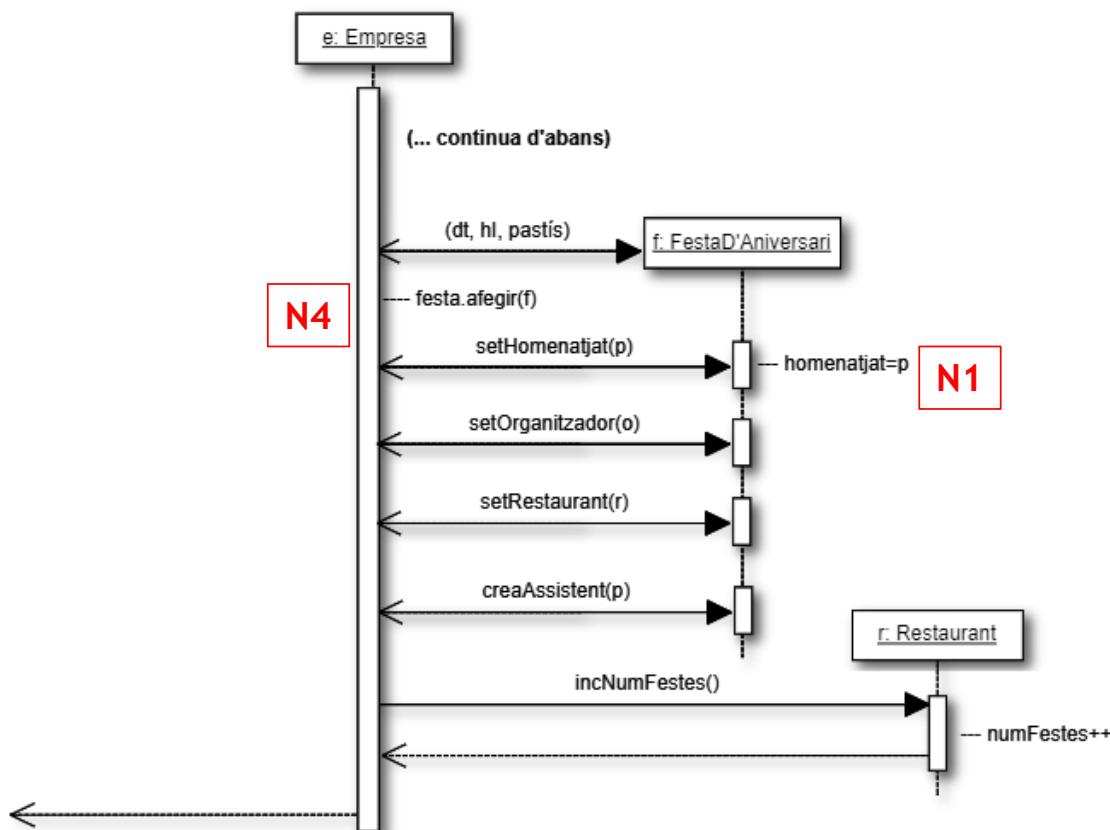 e: Empresa
(... continua d'abans)
(dt, hl, pastís)
f: FestaD'Aniversari
N4
---- festa.afegir(f)
setHomenatjat(p)
--- homenatjat=p
N1
setOrganitzador(o)
setRestaurant(r)
creaAssistent(p)
r: Restaurant
incNumFestes()
--- numFestes++